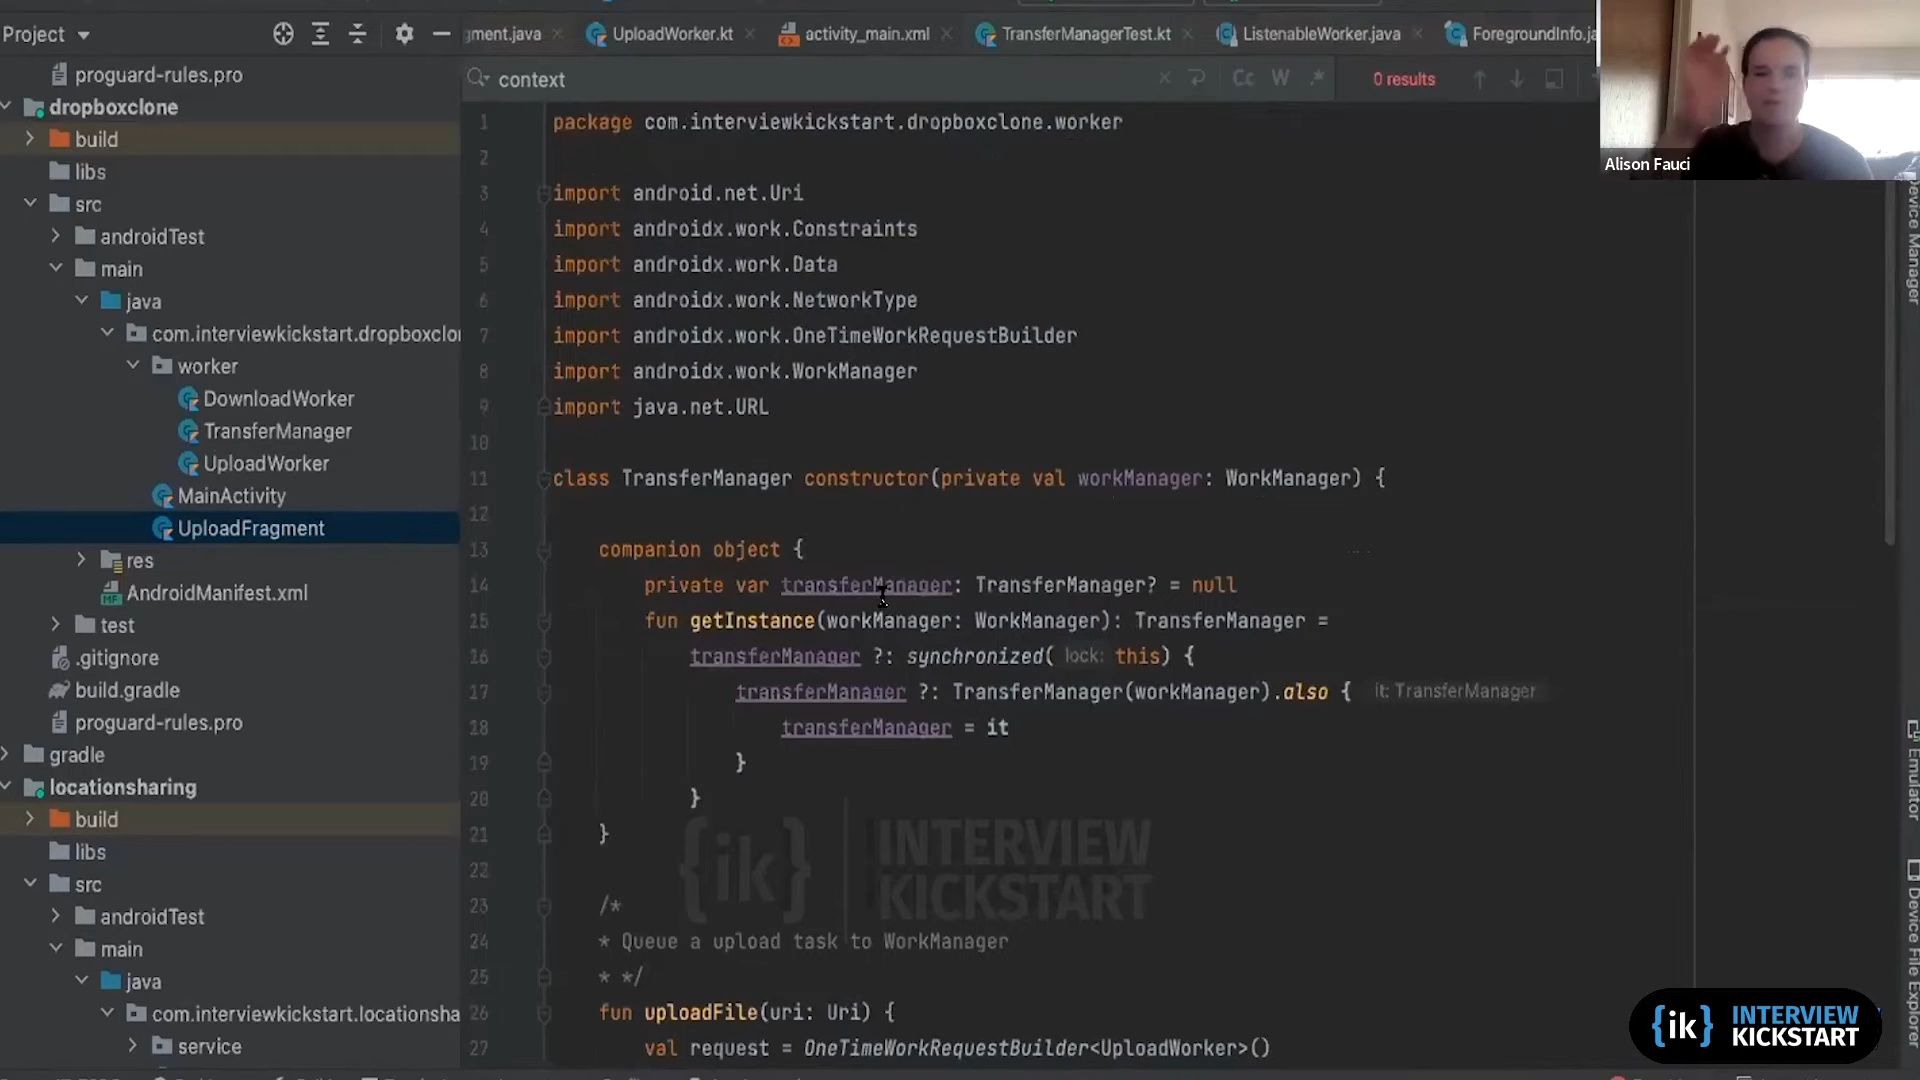 Project
gment.java
UploadWorker.kt
activity_main.xml
TransferManagerTest.kt
ListenableWorker.java
ForegroundInfo.ja
context
Cc
W
.*
0 results
Alison Fauci
proguard-rules.pro
dropboxclone
build
libs
src
androidTest
main
java
com.interviewkickstart.dropboxclon
worker
DownloadWorker
TransferManager
UploadWorker
MainActivity
UploadFragment
res
AndroidManifest.xml
test
.gitignore
build.gradle
proguard-rules.pro
gradle
locationsharing
build
libs
src
androidTest
main
java
com.interviewkickstart.locationsha
service
1 package com.interviewkickstart.dropboxclone.worker
2
3 import android.net.Uri
4 import androidx.work.Constraints
5 import androidx.work.Data
6 import androidx.work.NetworkType
7 import androidx.work.OneTimeWorkRequestBuilder
8 import androidx.work.WorkManager
9 import java.net.URL
10
11 class TransferManager constructor(private val workManager: WorkManager) {
12
13 companion object {
14 private var transferManager: TransferManager? = null
15 fun getInstance(workManager: WorkManager): TransferManager =
16 transferManager ?: synchronized( lock: this) {
17 transferManager ?: TransferManager(workManager).also { it: TransferManager
18 transferManager = it
19 }
20 }
21 }
22
23 /*
24 * Queue a upload task to WorkManager
25 * */
26 fun uploadFile(uri: Uri) {
27 val request = OneTimeWorkRequestBuilder<UploadWorker>()
{ik} INTERVIEW
KICKSTART
Device Manager
Emulator
Device File Explorer
{ik} INTERVIEW
KICKSTART